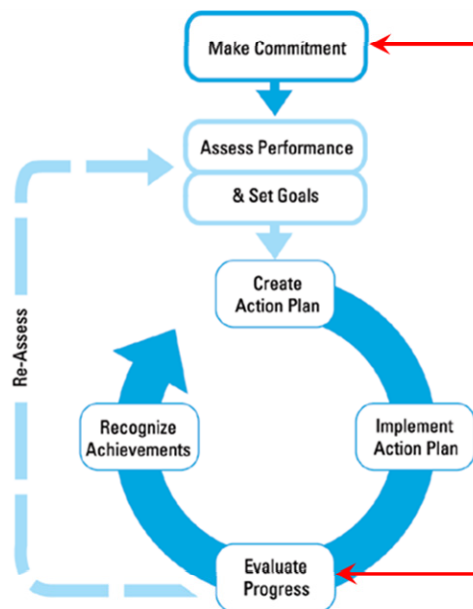 Make Commitment
Assess Performance
& Set Goals
Create
Action Plan
Re-Assess
Recognize
Achievements
Implement
Action Plan
Evaluate
Progress